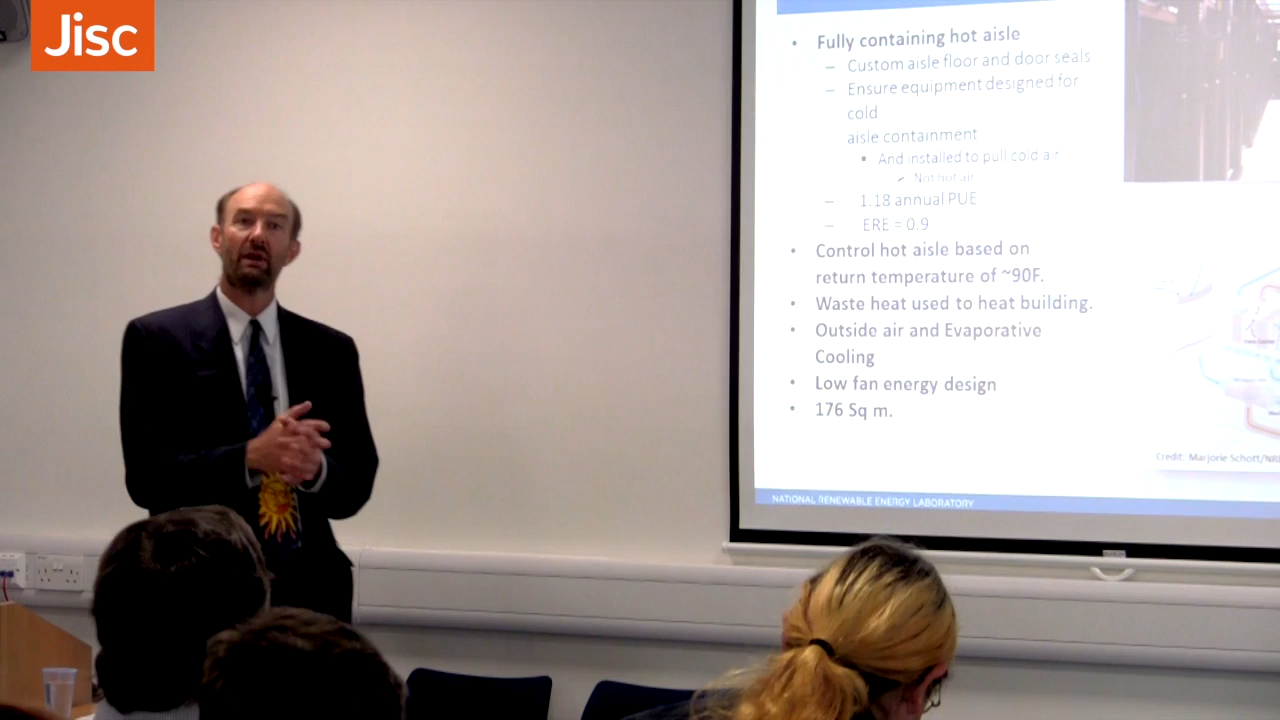 Jisc
• Fully containing hot aisle
– Custom aisle floor and door seals
– Ensure equipment designed for
cold
aisle containment
▪ And installed to pull cold air
✓ Not hot air
– 1.18 annual PUE
– ERE = 0.9
• Control hot aisle based on
return temperature of ~90F.
• Waste heat used to heat building.
• Outside air and Evaporative
Cooling
• Low fan energy design
• 176 Sq m.
Credit: Marjorie Schott/
NATIONAL RENEWABLE ENERGY LABORATORY